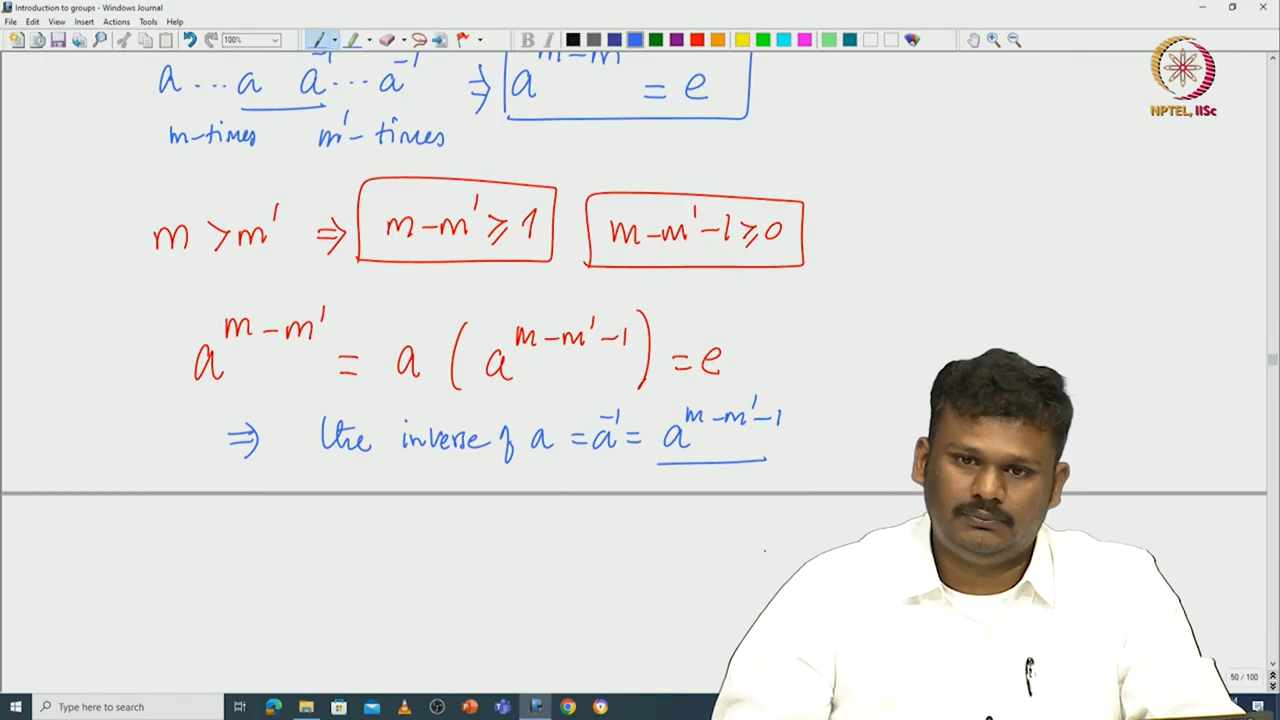 Introduction to groups - Windows Journal
File Edit View Insert Actions Tools Help
100%
B I
a...a a⁻¹...a⁻¹ ⇒ a^(m-m') = e
m-times m'-times
NPTEL, IISc
m > m' ⇒ m-m' ≥ 1 m-m'-1 ≥ 0
a^(m-m') = a (a^(m-m'-1)) = e
⇒ the inverse of a = a⁻¹ = a^(m-m'-1)
50 / 100
Type here to search